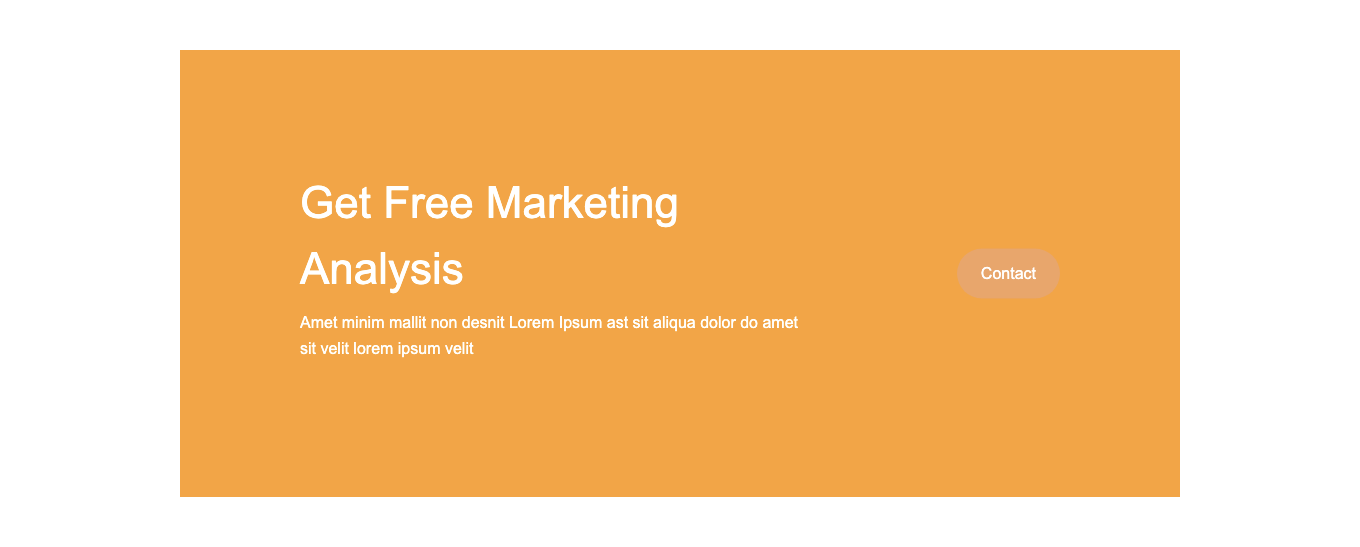 Get Free Marketing
Analysis
Amet minim mallit non desnit Lorem Ipsum ast sit aliqua dolor do amet
sit velit lorem ipsum velit
Contact